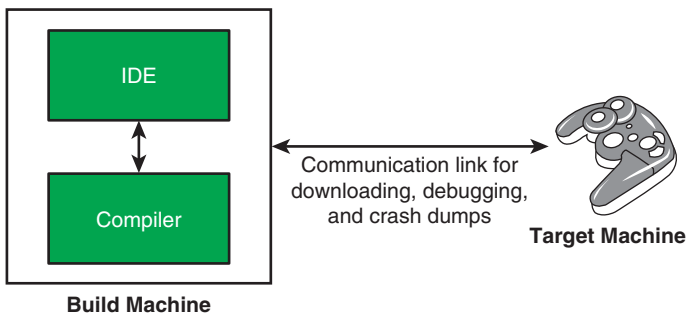 IDE
Compiler
Build Machine
Communication link for
downloading, debugging,
and crash dumps
Target Machine